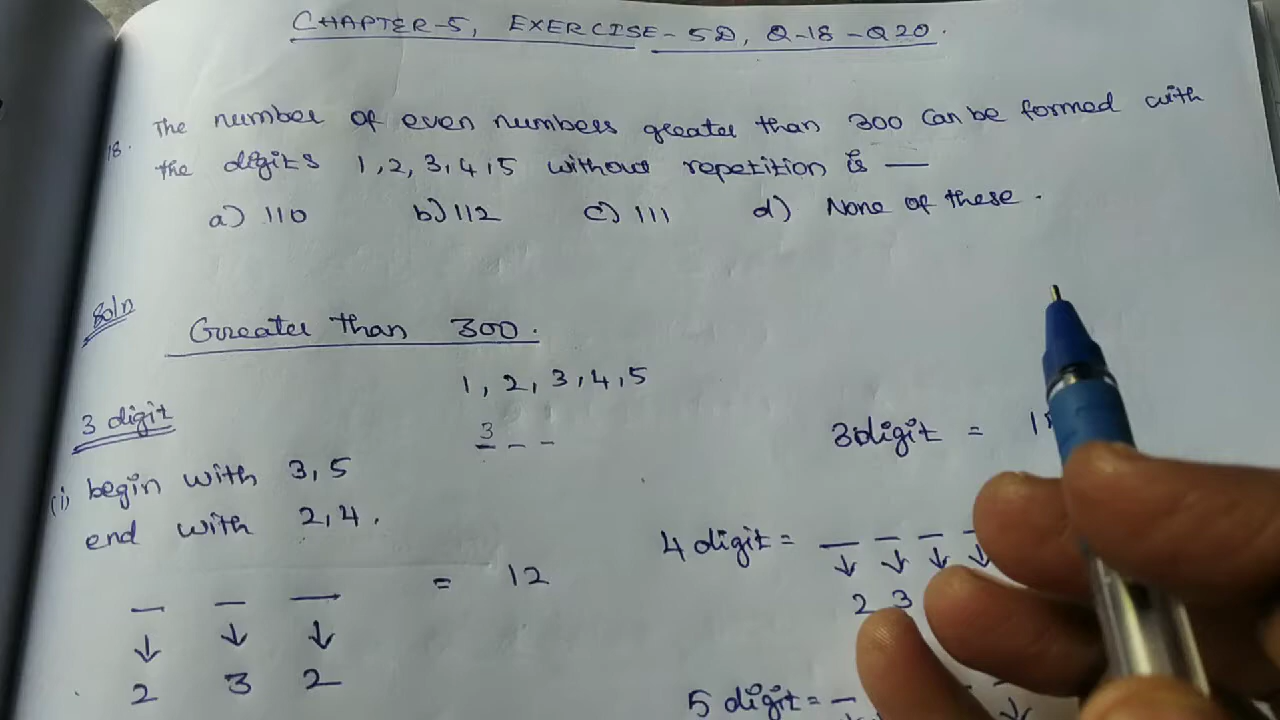 CHAPTER-5, EXERCISE-5D, Q-18-Q20.
18. The number of even numbers greater than 300 can be formed with
the digits 1,2,3,4,5 without repetition is —
a) 110 b) 112 c) 111 d) None of these.
Soln
Greater than 300.
1, 2, 3, 4, 5
3 digit
3 _ _
3digit =
(i) begin with 3, 5
end with 2,4.
4 digit = _ _ _ _
= 12
_ _ _
↓ ↓ ↓ ↓
2 3
↓ ↓ ↓
2 3 2
5 digit = _